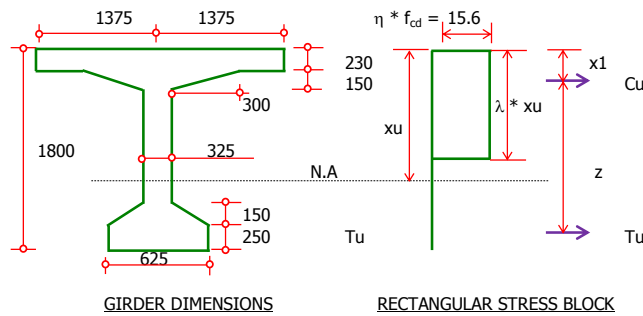 1375 1375
230
150
300
1800
325
N.A
150
250
Tu
625
GIRDER DIMENSIONS
η * fcd = 15.6
x1
Cu
xu
λ * xu
z
Tu
RECTANGULAR STRESS BLOCK